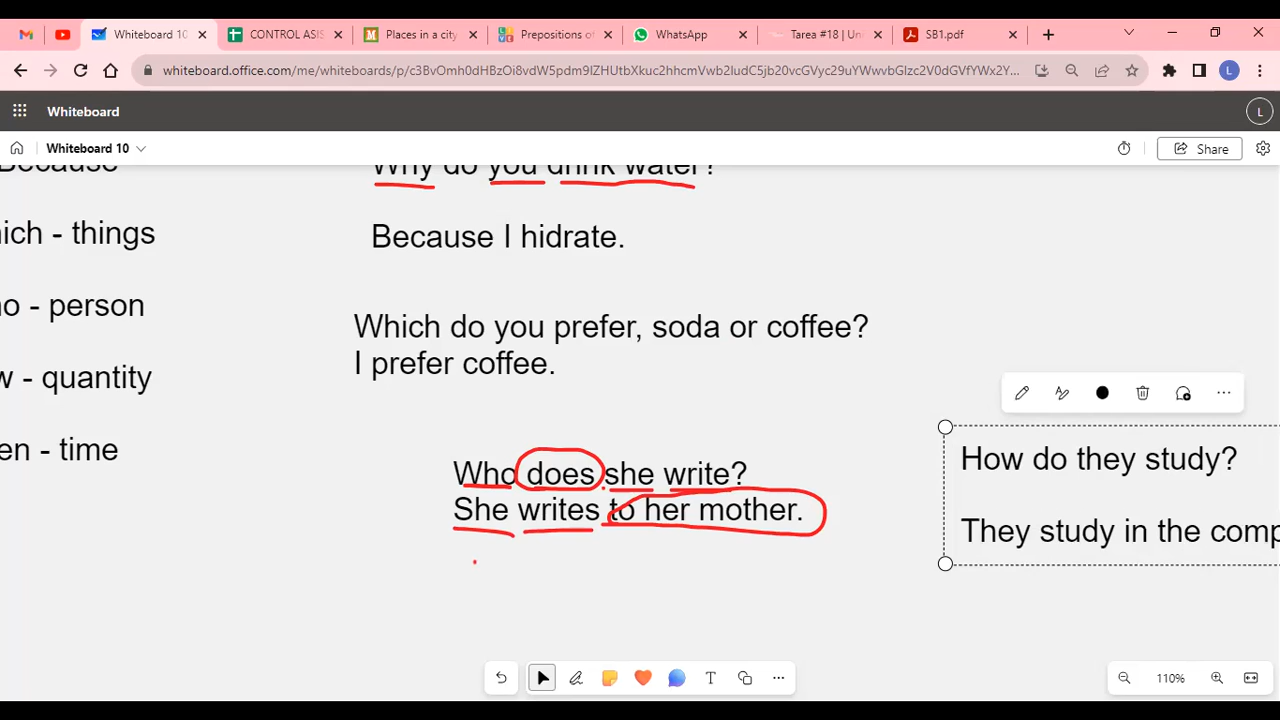 Whiteboard 10
CONTROL ASIS
Places in a city
Prepositions of
WhatsApp
Tarea #18 | Un
SB1.pdf
whiteboard.office.com/me/whiteboards/p/
L
Whiteboard
L
Whiteboard 10
Share
Because
Why do you drink water?
ich - things
Because I hidrate.
o - person
Which do you prefer, soda or coffee?
I prefer coffee.
w - quantity
en - time
Who does she write?
She writes to her mother.
How do they study?
They study in the comp
110%